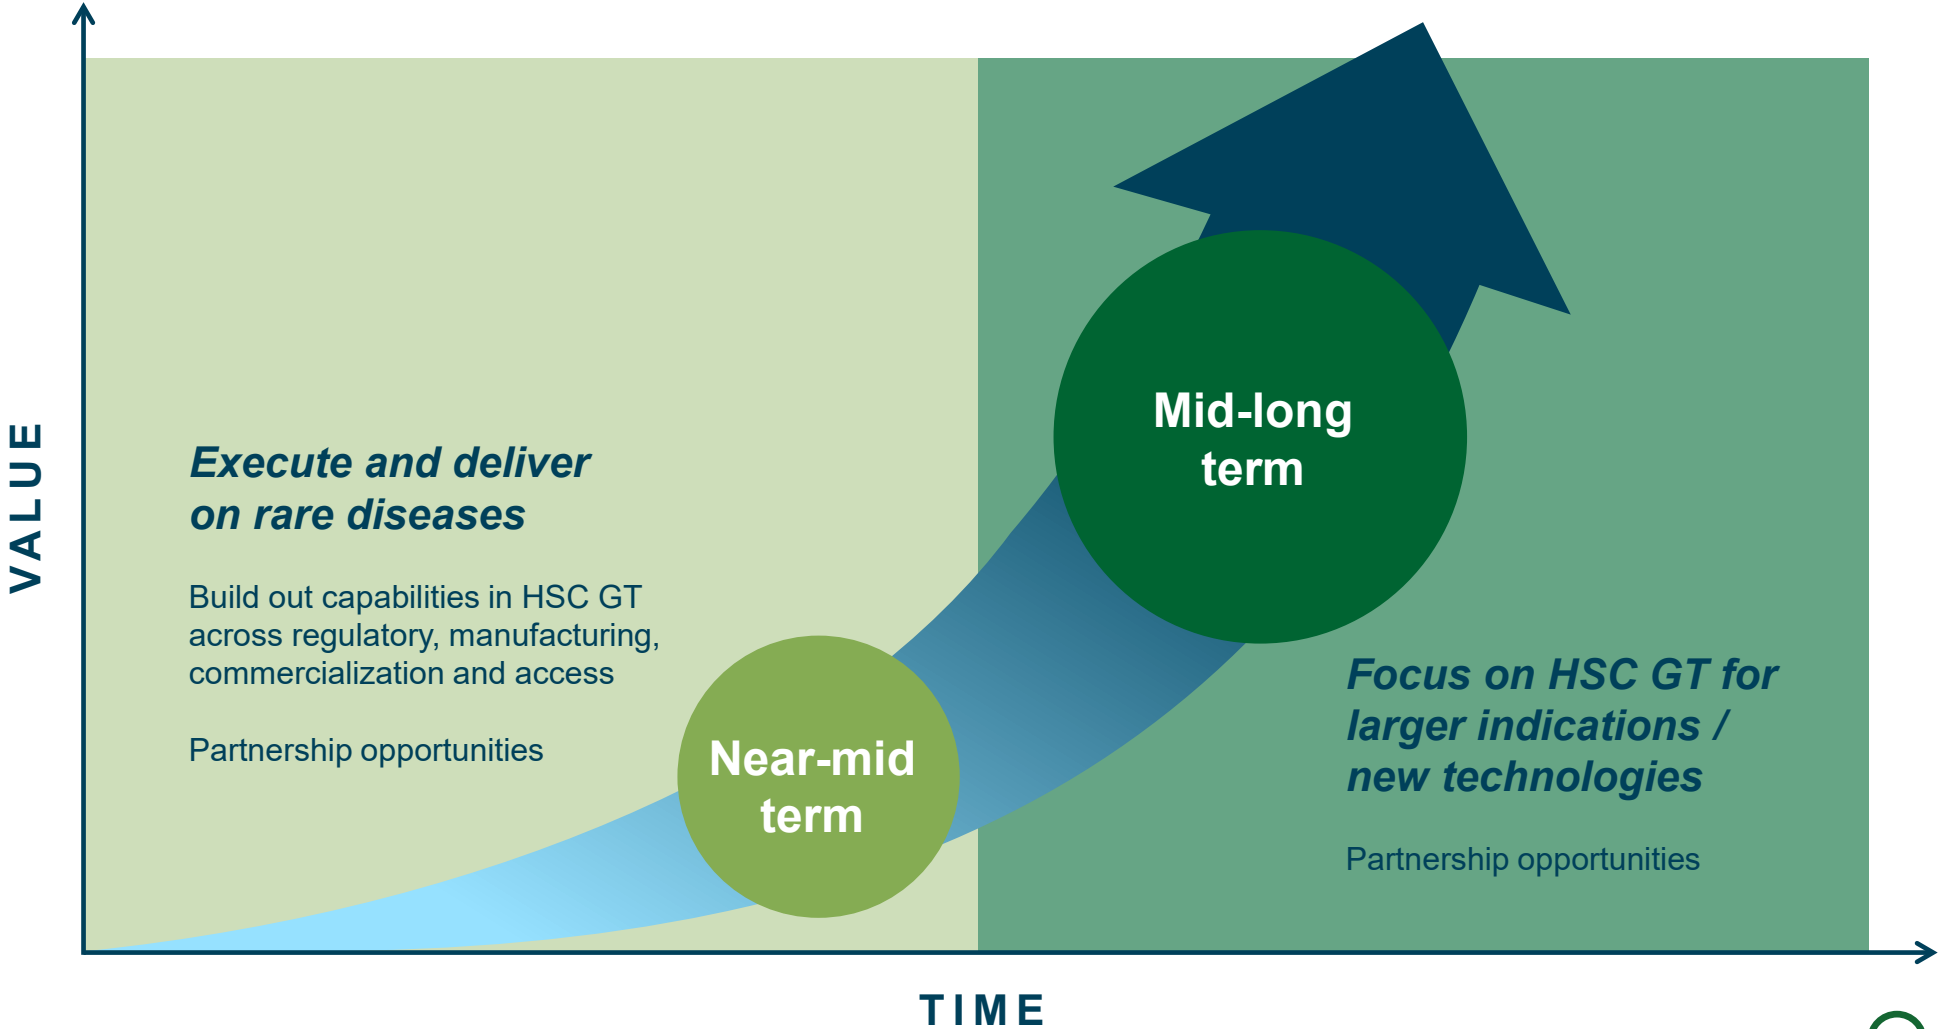 VALUE
Execute and deliver
on rare diseases
Build out capabilities in HSC GT
across regulatory, manufacturing,
commercialization and access
Partnership opportunities
Near-mid
term
Mid-long
term
Focus on HSC GT for
larger indications /
new technologies
Partnership opportunities
TIME